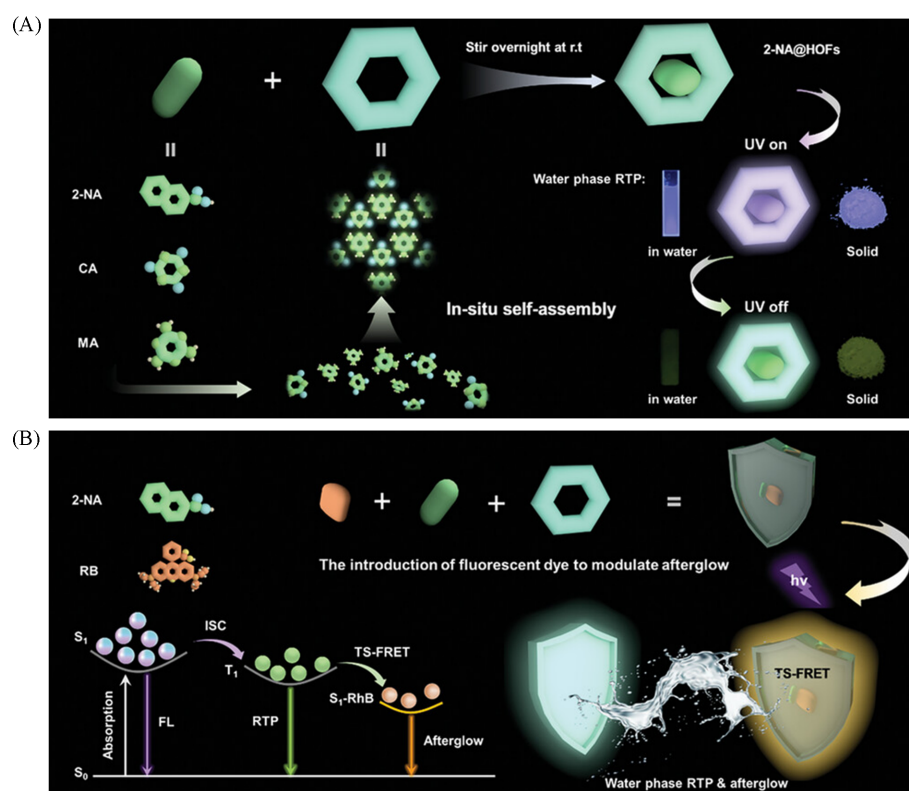 (A)
Stir overnight at r.t
2-NA@HOFs
+
=
=
UV on
Water phase RTP:
2-NA
in water
Solid
CA
In-situ self-assembly
UV off
MA
in water
Solid
(B)
2-NA
+ + =
RB
The introduction of fluorescent dye to modulate afterglow
hv
S1
ISC
T1
TS-FRET
S1-RhB
TS-FRET
Absorption
FL
RTP
Afterglow
S0
Water phase RTP & afterglow